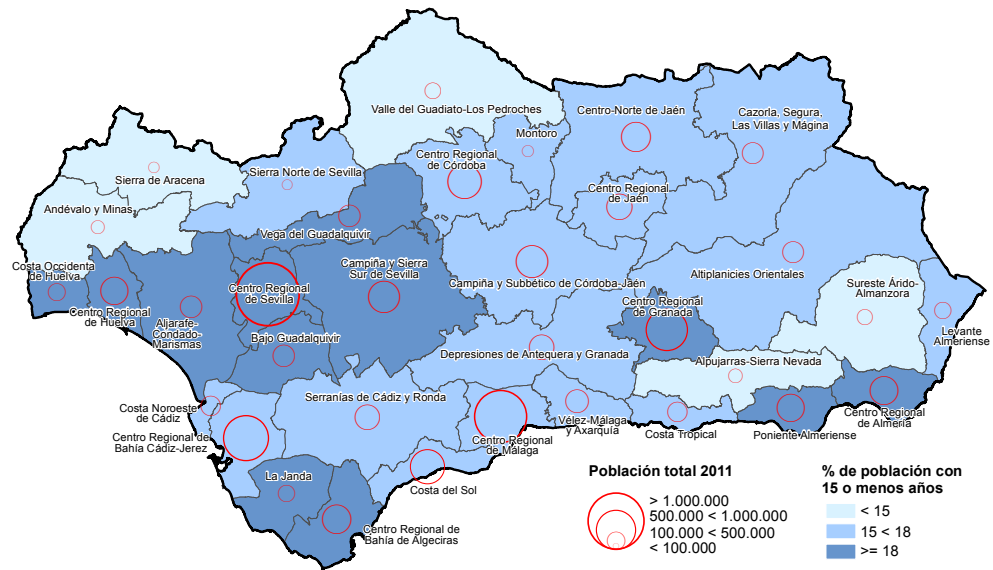 Valle del Guadiato-Los Pedroches
Centro-Norte de Jaén
Cazorla, Segura,
Las Villas y Mágina
Montoro
Centro Regional
de Córdoba
Sierra Norte de Sevilla
Sierra de Aracena
Centro Regional
de Jaén
Andévalo y Minas
Vega del Guadalquivir
Costa Occidenta
de Huelva
Campiña y Sierra
Sur de Sevilla
Centro Regional
de Sevilla
Campiña y Subbético de Córdoba-Jaén
Altiplanicies Orientales
Sureste Árido-
Almanzora
Centro Regional
de Huelva
Aljarafe-
Condado-
Marismas
Centro Regional
de Granada
Levante
Almeriense
Bajo Guadalquivir
Depresiones de Antequera y Granada
Alpujarras-Sierra Nevada
Costa Noroeste
de Cádiz
Serranías de Cádiz y Ronda
Centro Regional de
Bahía Cádiz-Jerez
Centro Regional
de Málaga
Vélez-Málaga
y Axarquía
Costa Tropical
Poniente Almeriense
Centro Regional
de Almería
La Janda
Costa del Sol
Centro Regional de
Bahía de Algeciras
Población total 2011
> 1.000.000
500.000 < 1.000.000
100.000 < 500.000
< 100.000
% de población con
15 o menos años
< 15
15 < 18
>= 18